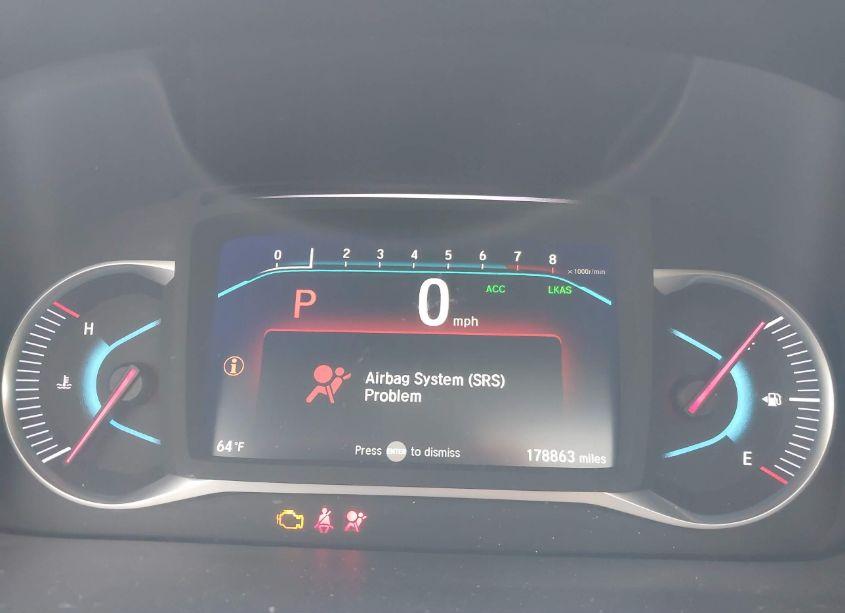 0 2 3 4 5 6 7 8
x 1000r/min
P 0 mph ACC LKAS
H
Airbag System (SRS)
Problem
E
64°F Press ENTER to dismiss 178863 miles